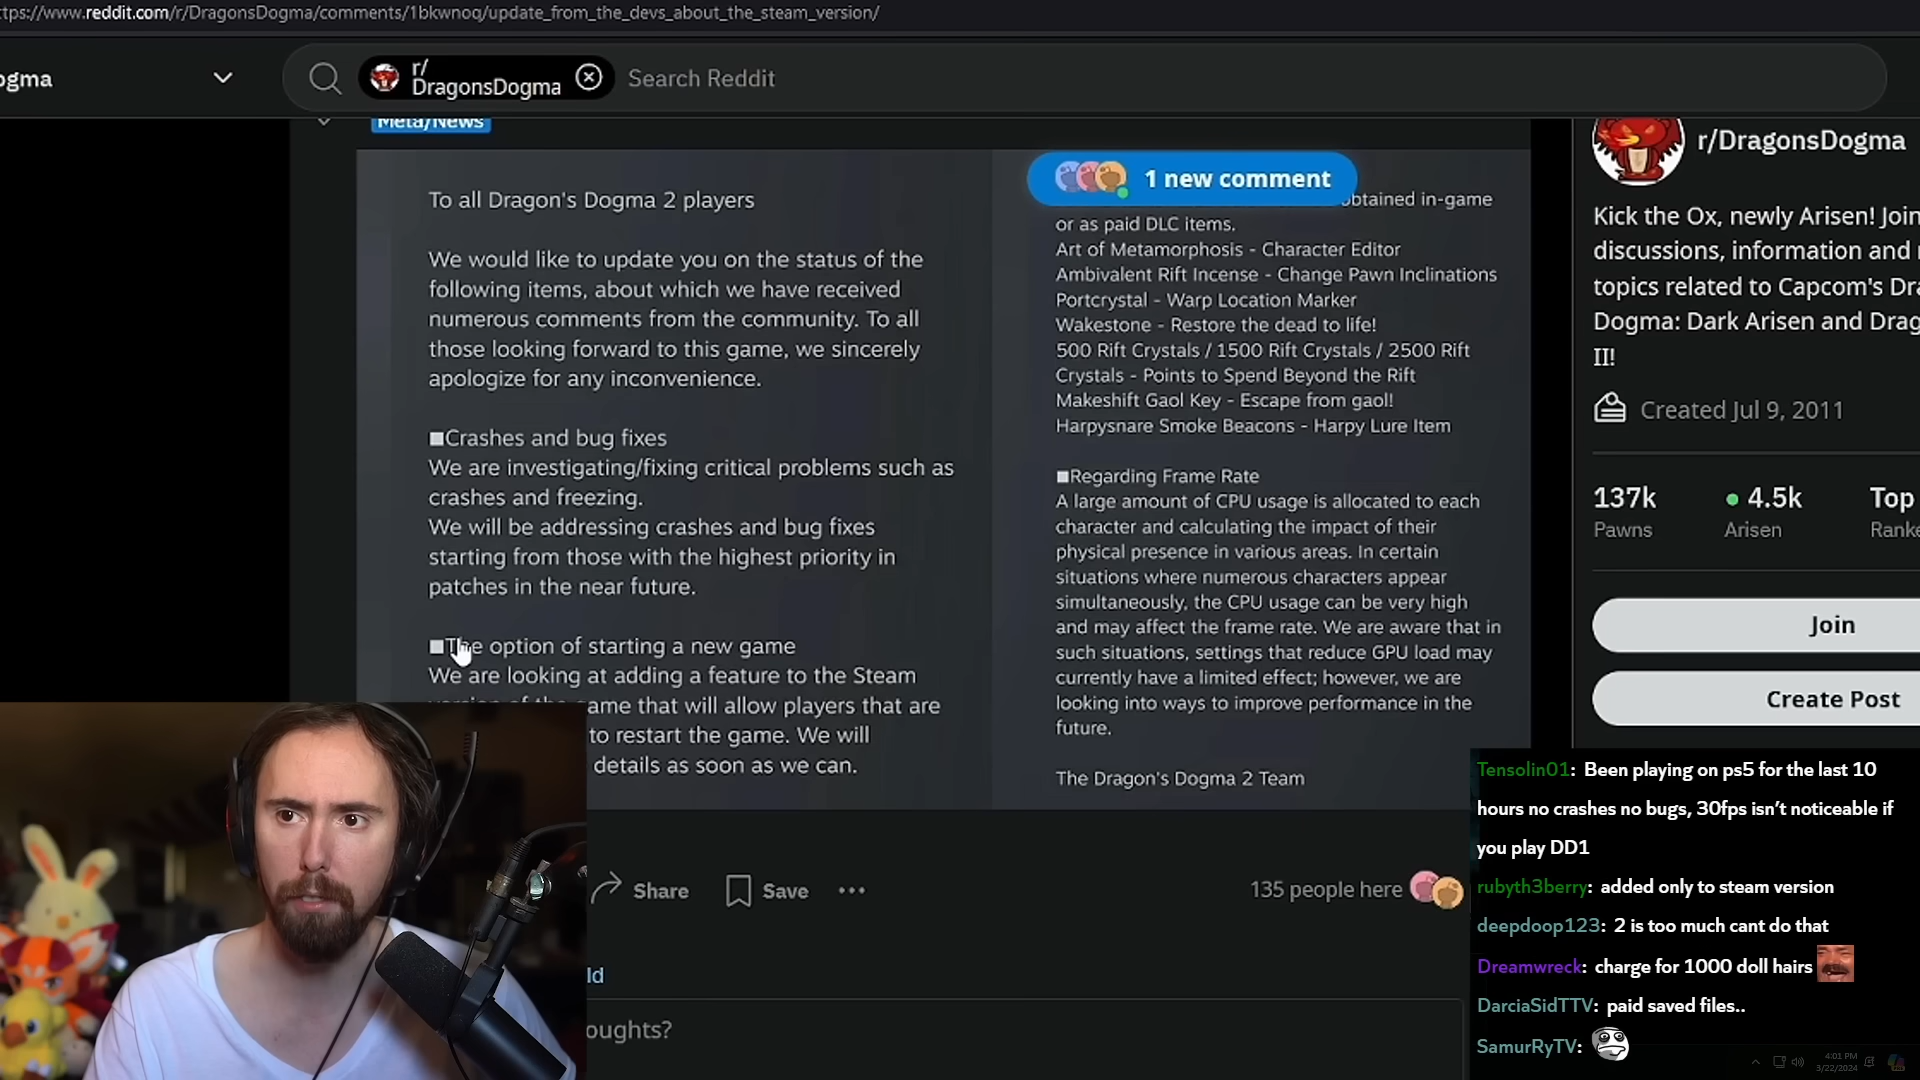 ttps://www.reddit.com/r/DragonsDogma/comments/1bkwnoq/update_from_the_devs_about_the_steam_version/
ogma
r/
DragonsDogma
Search Reddit
Meta/News
To all Dragon's Dogma 2 players
We would like to update you on the status of the
following items, about which we have received
numerous comments from the community. To all
those looking forward to this game, we sincerely
apologize for any inconvenience.
■Crashes and bug fixes
We are investigating/fixing critical problems such as
crashes and freezing.
We will be addressing crashes and bug fixes
starting from those with the highest priority in
patches in the near future.
■The option of starting a new game
We are looking at adding a feature to the Steam
version of the game that will allow players that are
to restart the game. We will
details as soon as we can.
1 new comment
obtained in-game
or as paid DLC items.
Art of Metamorphosis - Character Editor
Ambivalent Rift Incense - Change Pawn Inclinations
Portcrystal - Warp Location Marker
Wakestone - Restore the dead to life!
500 Rift Crystals / 1500 Rift Crystals / 2500 Rift
Crystals - Points to Spend Beyond the Rift
Makeshift Gaol Key - Escape from gaol!
Harpysnare Smoke Beacons - Harpy Lure Item
■Regarding Frame Rate
A large amount of CPU usage is allocated to each
character and calculating the impact of their
physical presence in various areas. In certain
situations where numerous characters appear
simultaneously, the CPU usage can be very high
and may affect the frame rate. We are aware that in
such situations, settings that reduce GPU load may
currently have a limited effect; however, we are
looking into ways to improve performance in the
future.
The Dragon's Dogma 2 Team
Share
Save
135 people here
ld
oughts?
r/DragonsDogma
Kick the Ox, newly Arisen! Join
discussions, information and
topics related to Capcom's Dra
Dogma: Dark Arisen and Drag
II!
Created Jul 9, 2011
137k
4.5k
Top
Pawns
Arisen
Ranke
Join
Create Post
Tensolin01: Been playing on ps5 for the last 10
hours no crashes no bugs, 30fps isn't noticeable if
you play DD1
rubyth3berry: added only to steam version
deepdoop123: 2 is too much cant do that
Dreamwreck: charge for 1000 doll hairs
DarciaSidTTV: paid saved files..
SamurRyTV:
4:01 PM
3/22/2024